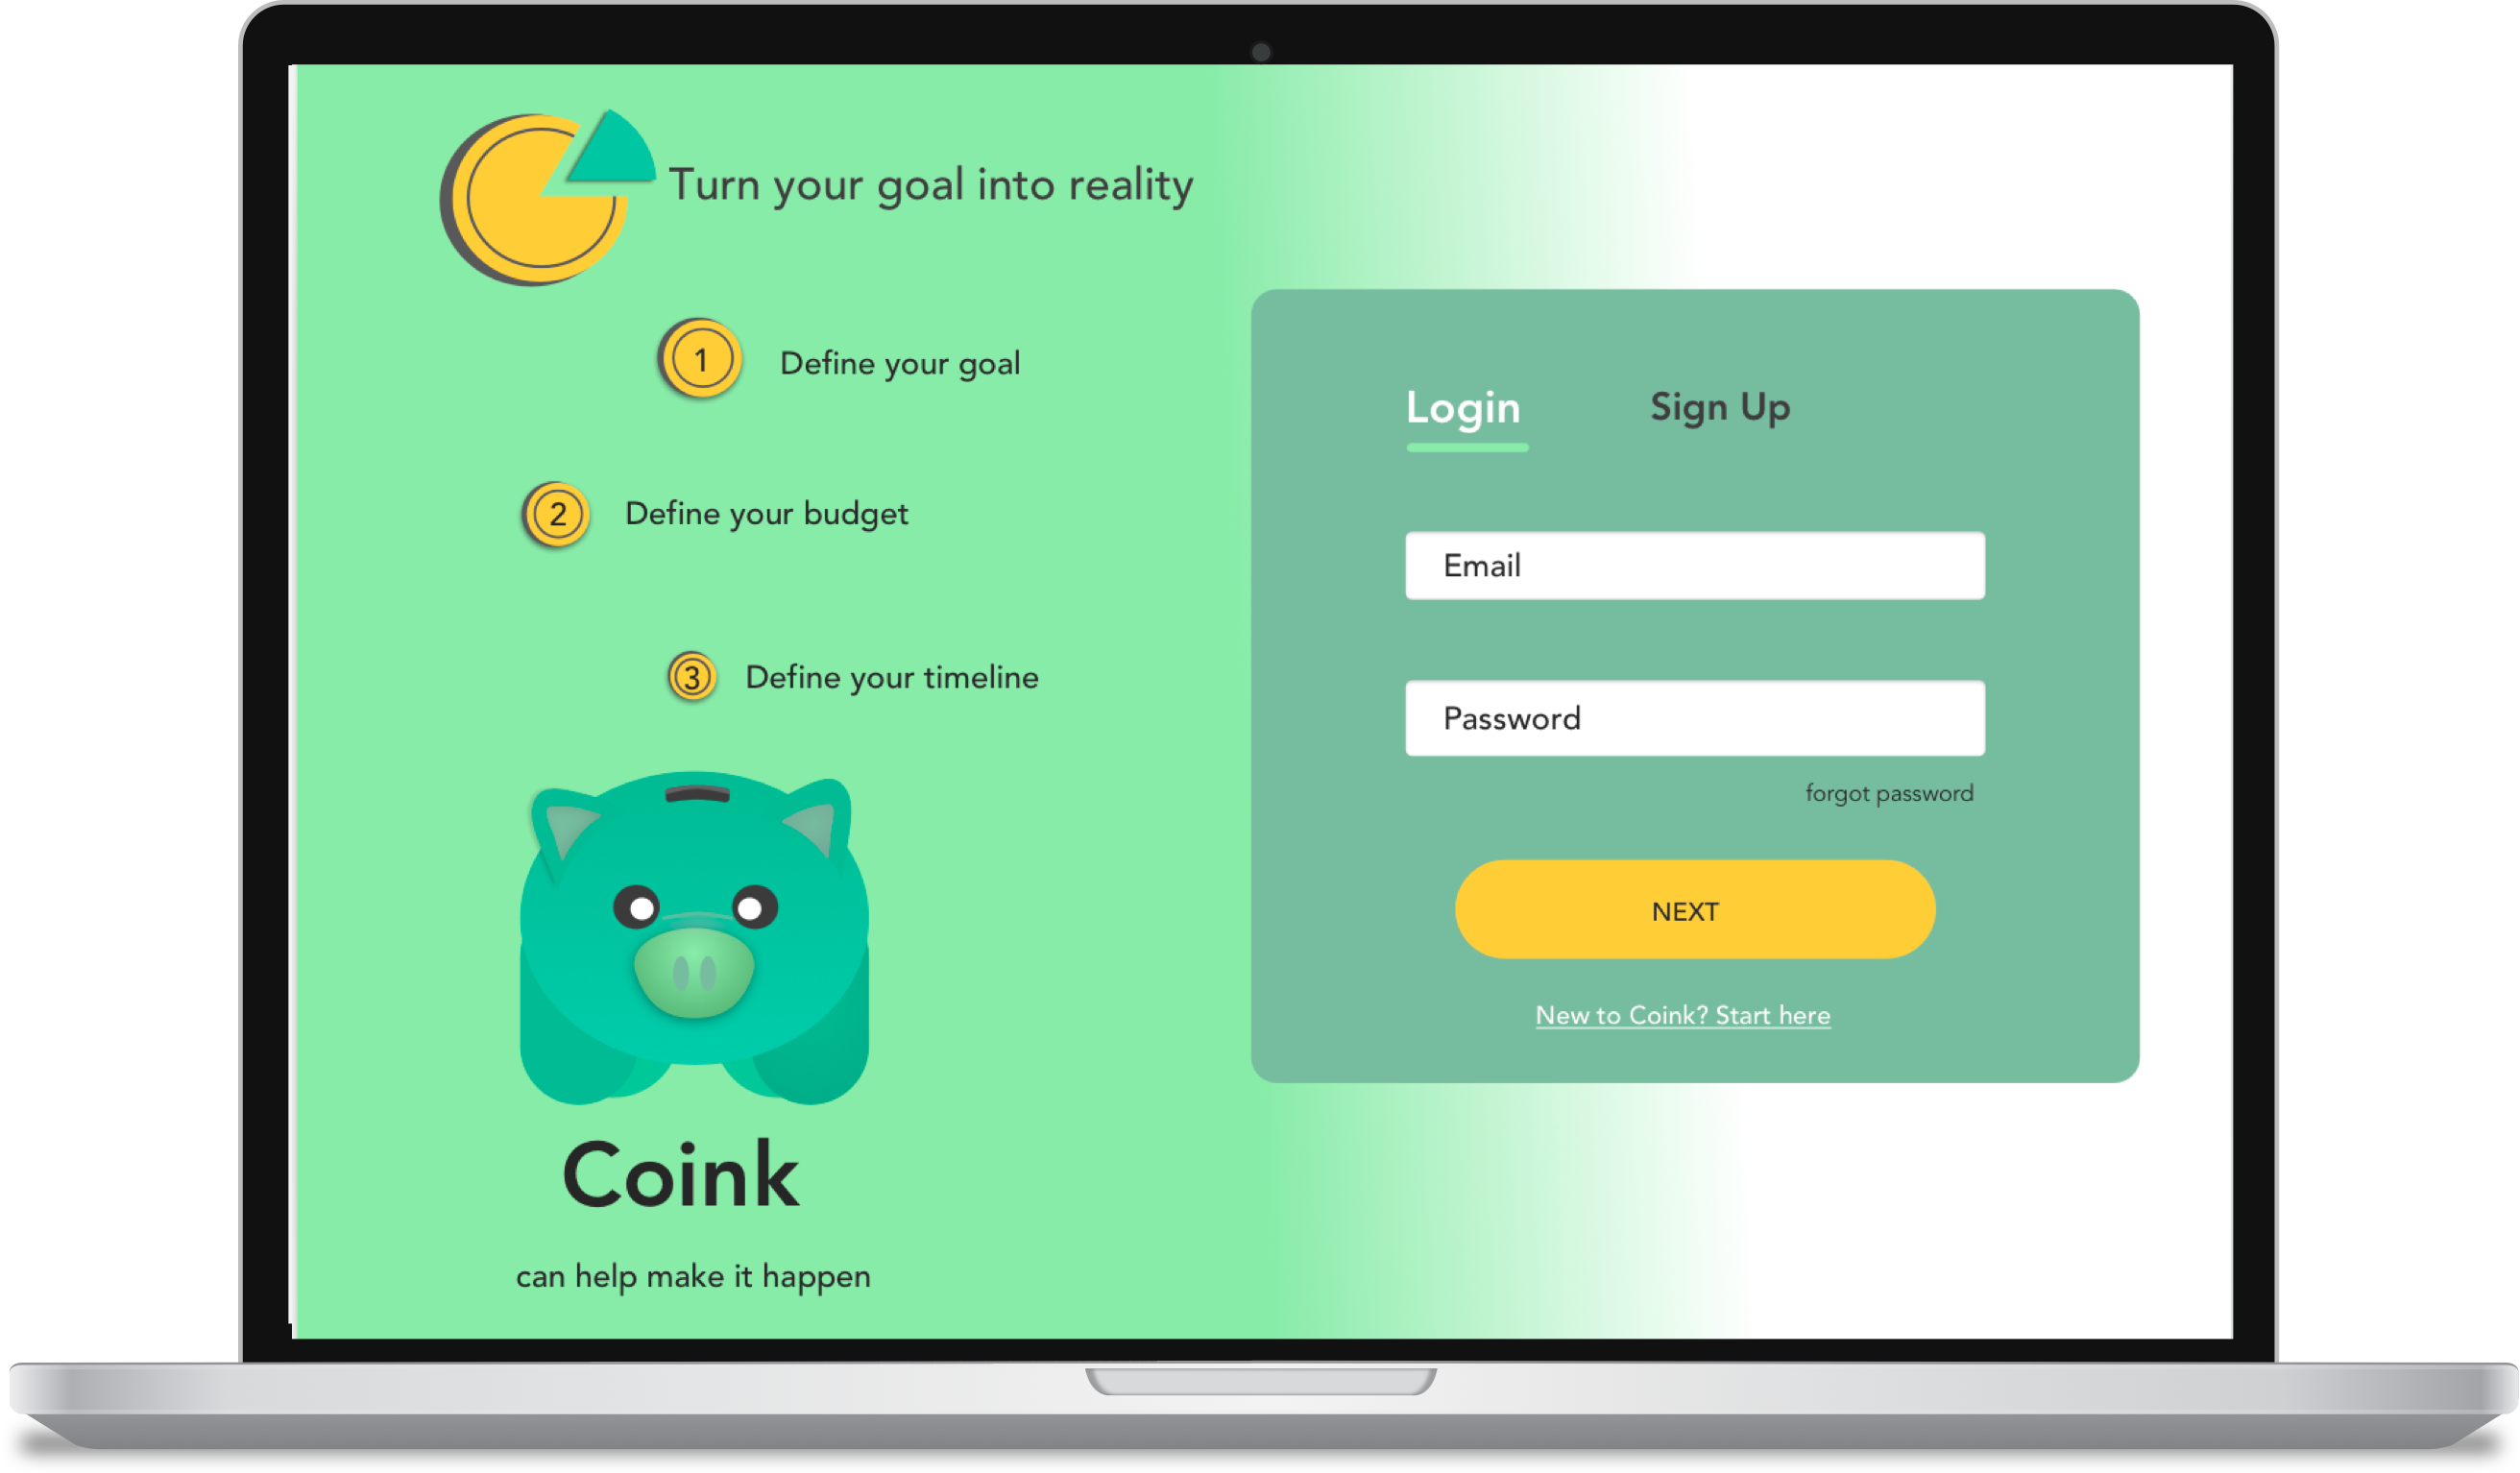 Turn your goal into reality
1
Define your goal
2
Define your budget
3
Define your timeline
Coink
can help make it happen
Login
Sign Up
Email
Password
forgot password
NEXT
New to Coink? Start here